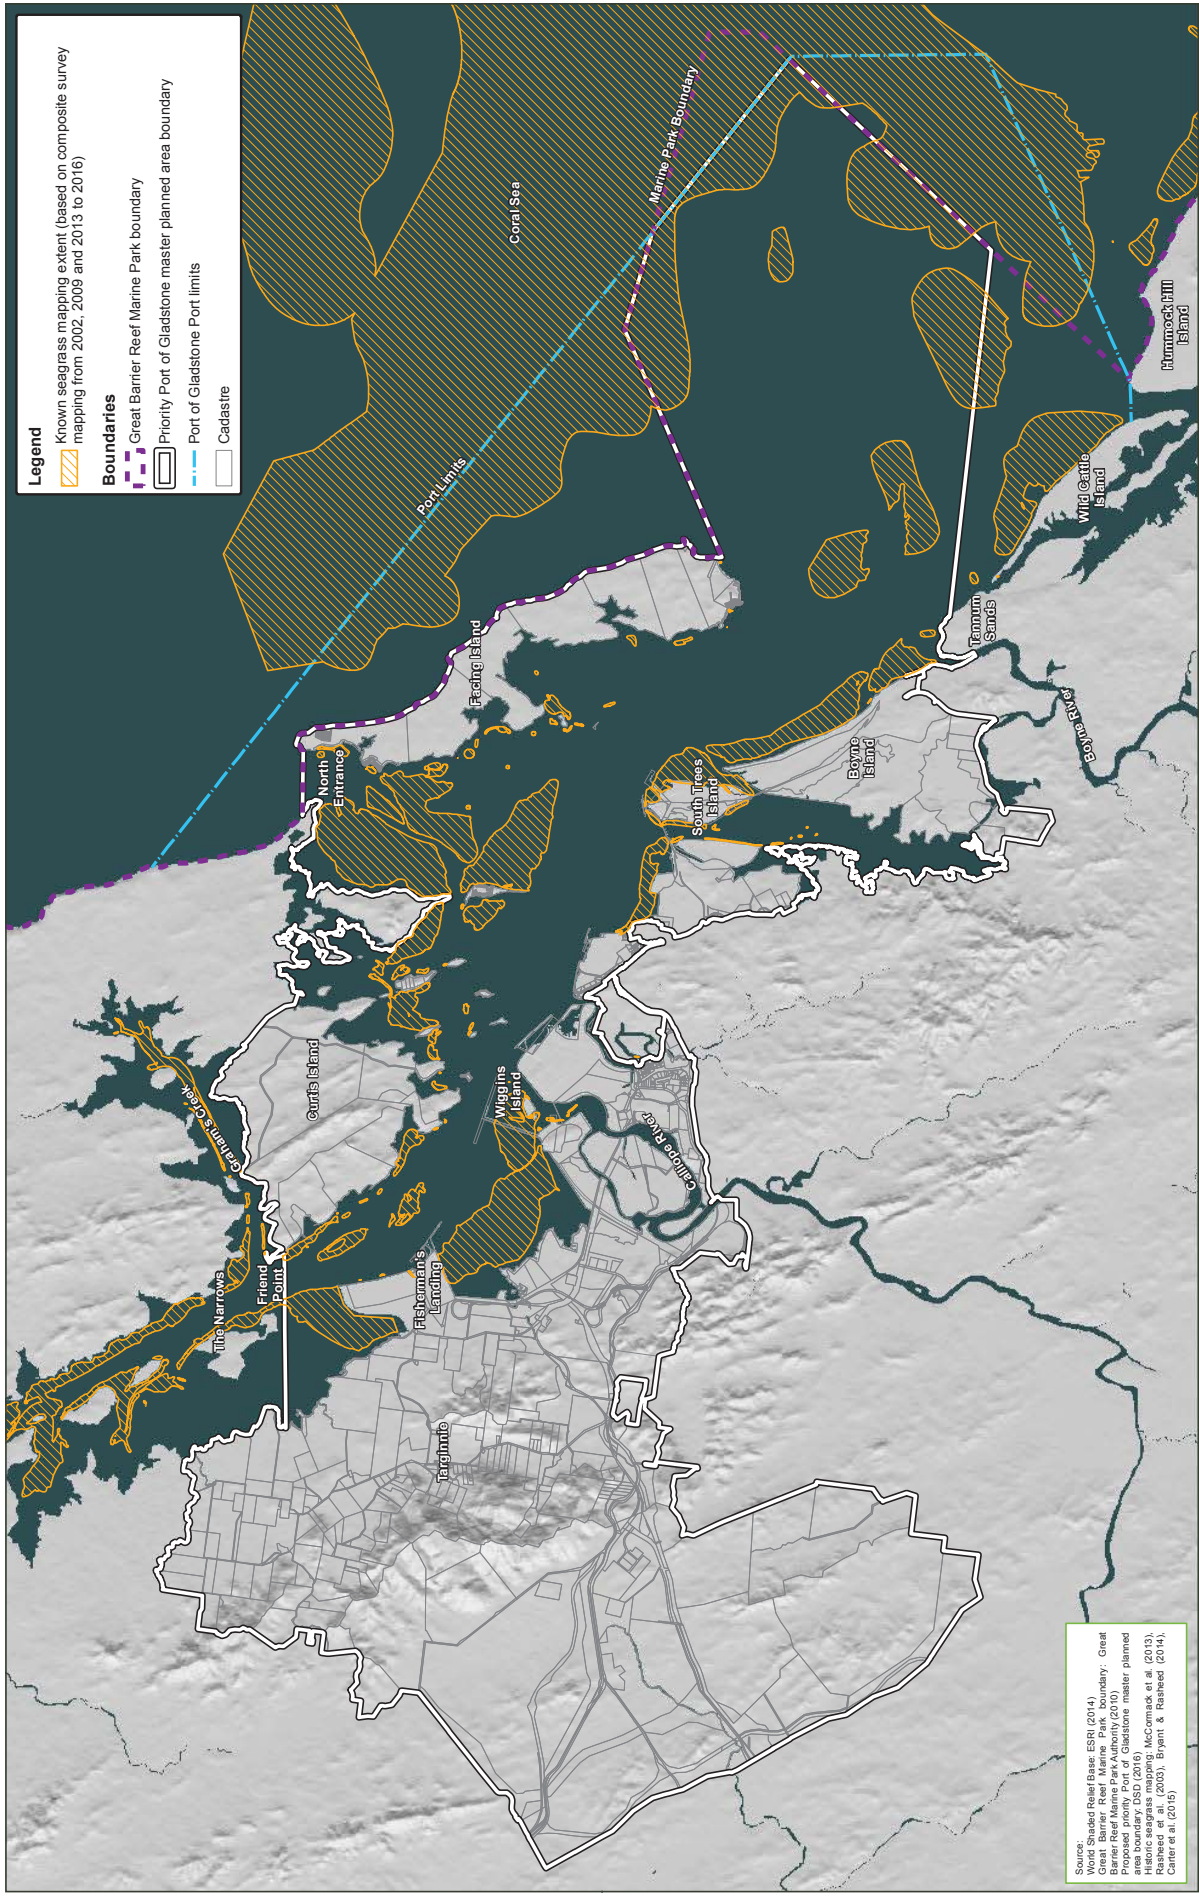 Legend
Known seagrass mapping extent (based on composite survey
mapping from 2002, 2009 and 2013 to 2016)
Boundaries
Great Barrier Reef Marine Park boundary
Priority Port of Gladstone master planned area boundary
Port of Gladstone Port limits
Cadastre
Coral Sea
Marine Park Boundary
Port Limits
Hummock Hill
Island
Wild Cattle
Island
Tannum
Sands
Facing Island
North
Entrance
South Trees
Island
Boyne
Island
Boyne River
Curtis Island
Graham's Creek
Wiggins
Island
Calliope River
The Narrows
Friend
Point
Fisherman's
Landing
Targinnie
Source:
World Shaded Relief Base: ESRI (2014)
Great Barrier Reef Marine Park boundary: Great
Barrier Reef Marine Park Authority (2010)
Proposed priority Port of Gladstone master planned
area boundary: DSD (2016)
Historic seagrass mapping: McCormack et al. (2013),
Rasheed et al. (2003), Bryant & Rasheed (2014),
Carter et al. (2015)